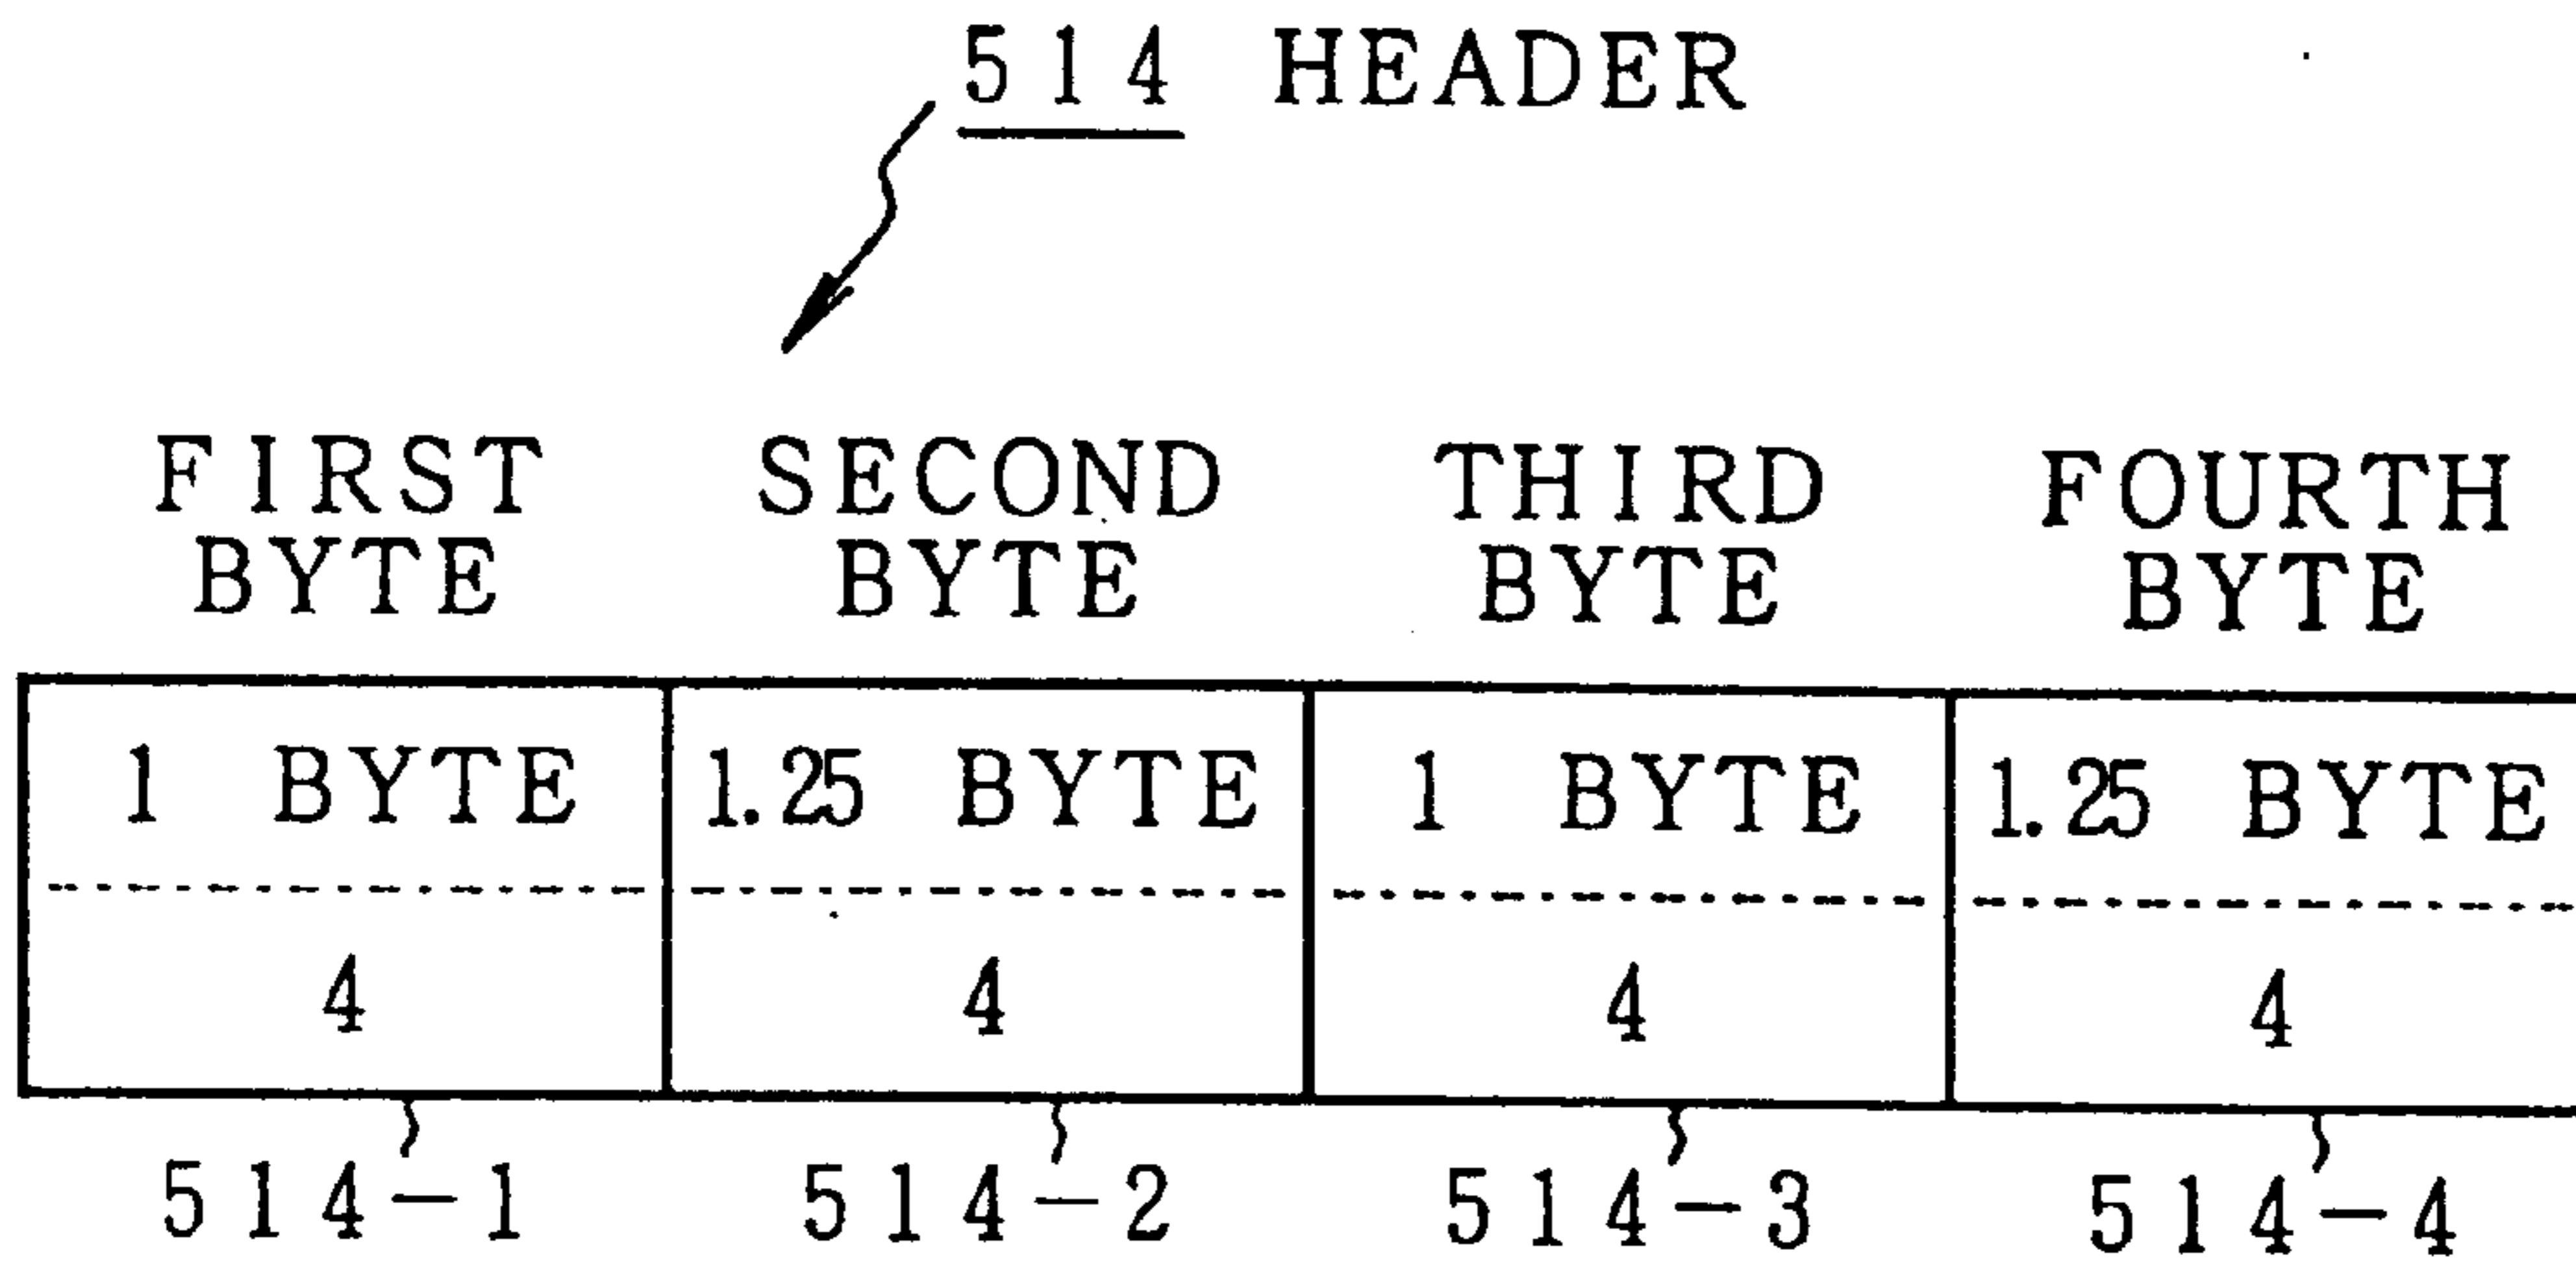 514 HEADER
FIRST SECOND THIRD FOURTH
BYTE BYTE BYTE BYTE
1 BYTE 1.25 BYTE 1 BYTE 1.25 BYTE
4 4 4 4
514-1 514-2 514-3 514-4